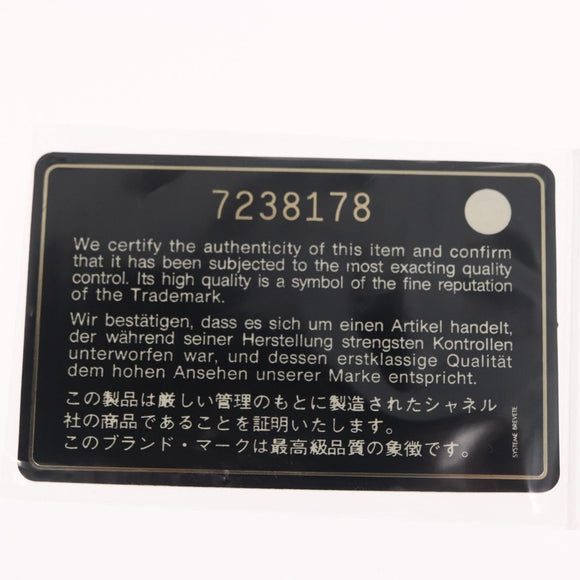 7238178
We certify the authenticity of this item and confirm
that it has been subjected to the most exacting quality
control. Its high quality is a symbol of the fine reputation
of the Trademark.
Wir bestätigen, dass es sich um einen Artikel handelt,
der während seiner Herstellung strengsten Kontrollen
unterworfen war, und dessen erstklassige Qualität
dem hohen Ansehen unserer Marke entspricht.
この製品は厳しい管理のもとに製造されたシャネル
社の商品であることを証明いたします。
このブランド・マークは最高級品質の象徴です。
SYSTEME BREVETE